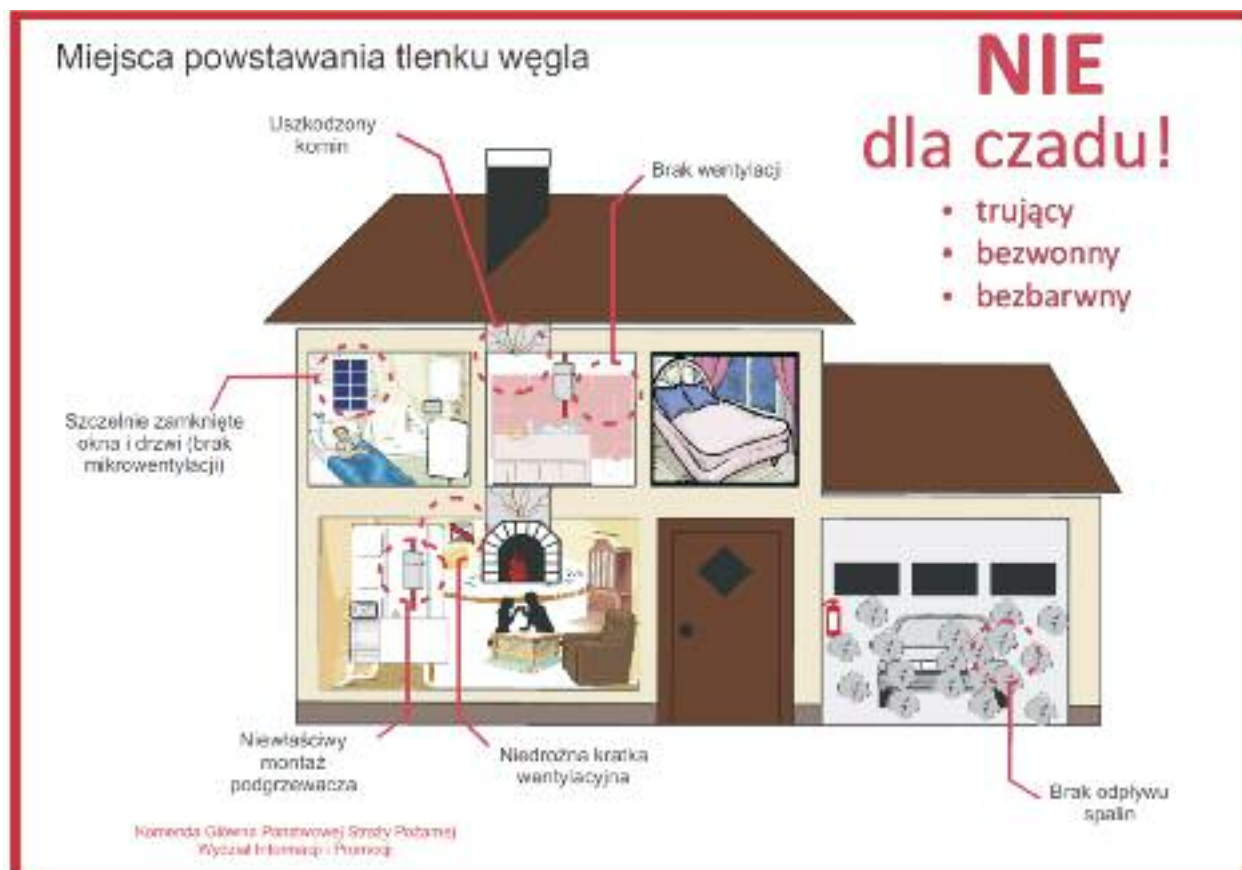 Miejsca powstawania tlenku węgla
NIE
dla czadu!
• trujący
• bezwonny
• bezbarwny
Uszkodzony
komin
Brak wentylacji
Szczelnie zamknięte
okna i drzwi (brak
mikrowentylacji)
Niewłaściwy
montaż
podgrzewacza
Niedrożna kratka
wentylacyjna
Brak odpływu
spalin
Komenda Główna Państwowej Straży Pożarnej
Wydział Informacji i Promocji